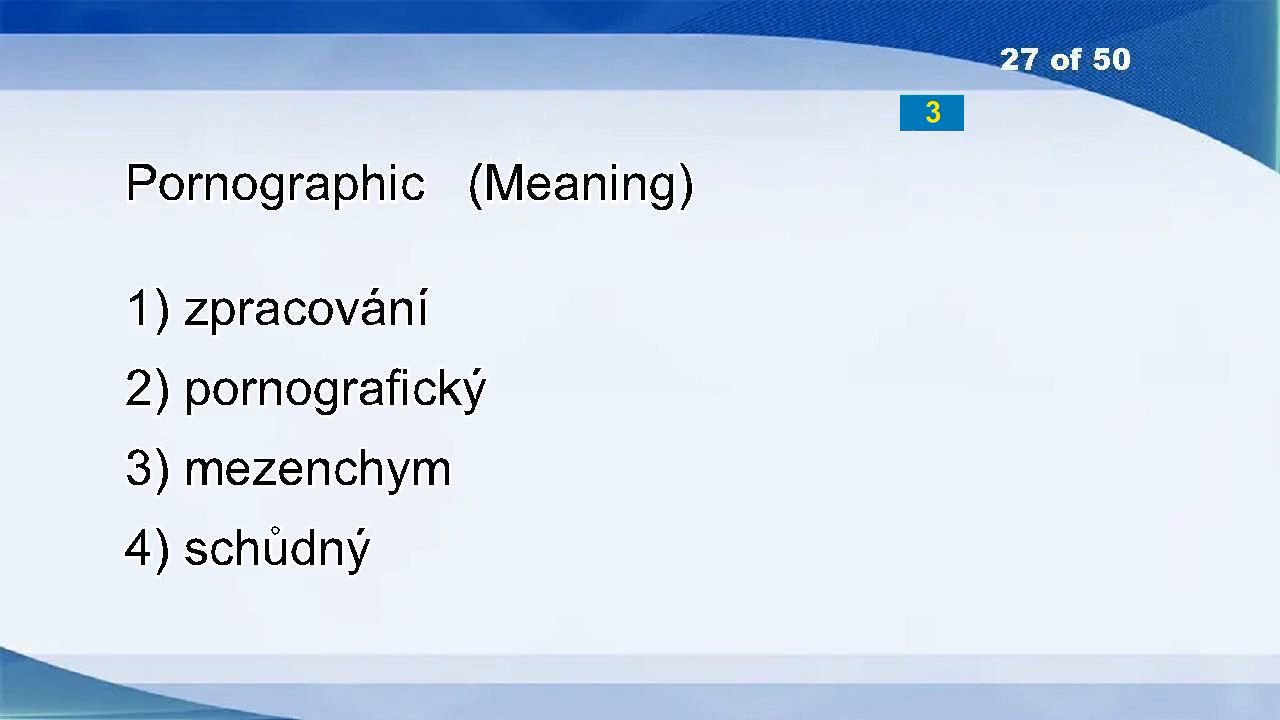 27 of 50
3
Pornographic (Meaning)
1) zpracování
2) pornografický
3) mezenchym
4) schůdný